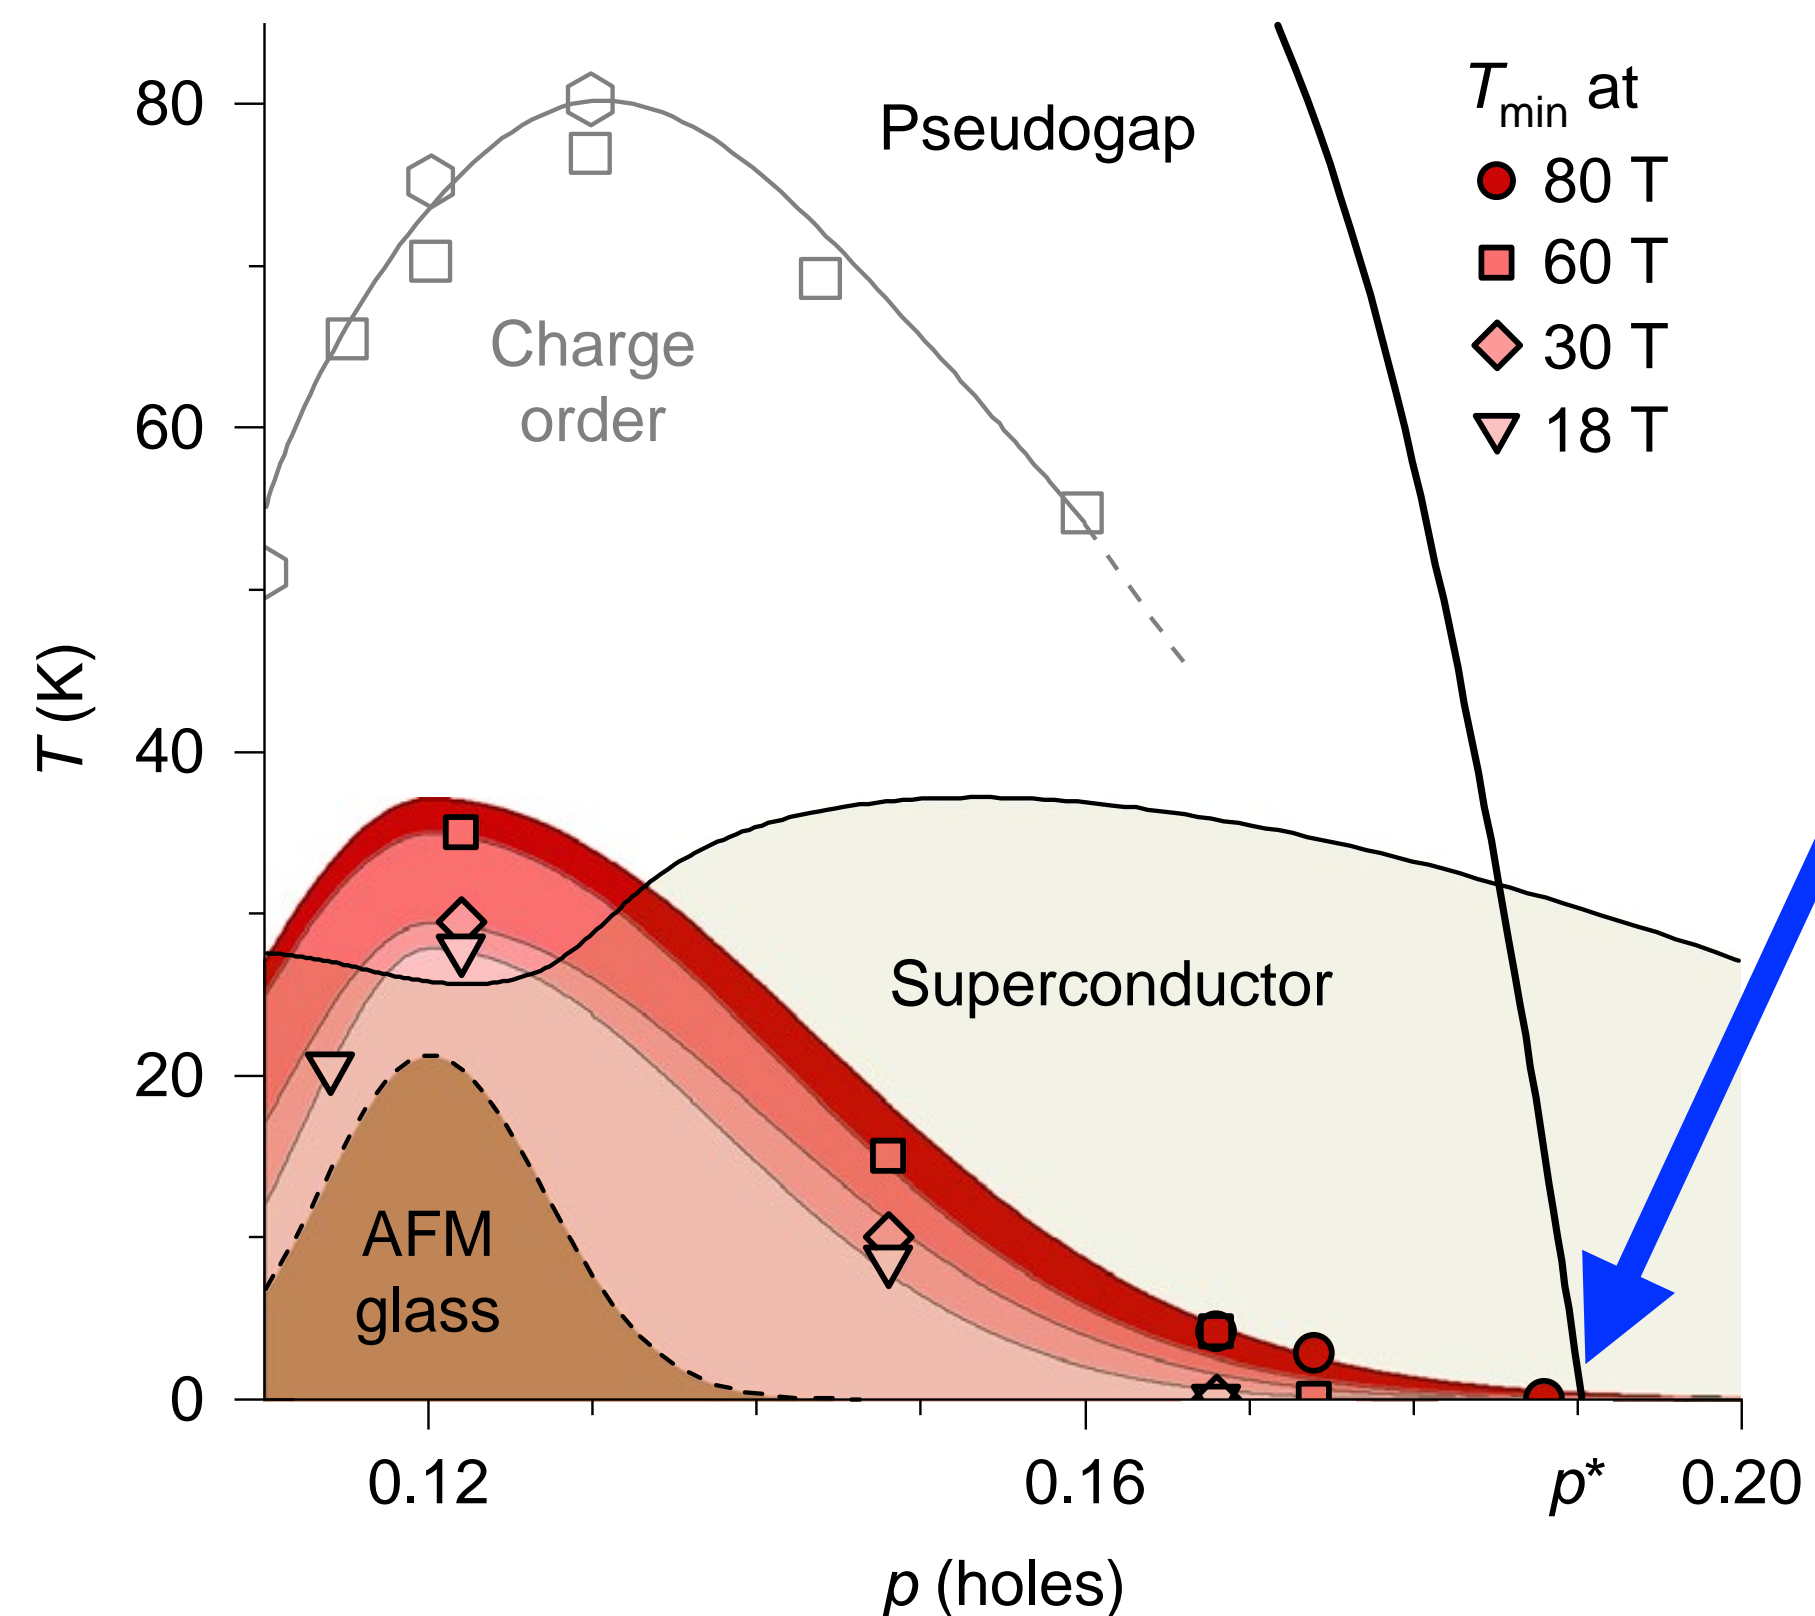 80
60
40
20
0
T (K)
Pseudogap
Charge
order
Superconductor
AFM
glass
Tmin at
80 T
60 T
30 T
18 T
0.12
0.16
p*
0.20
p (holes)